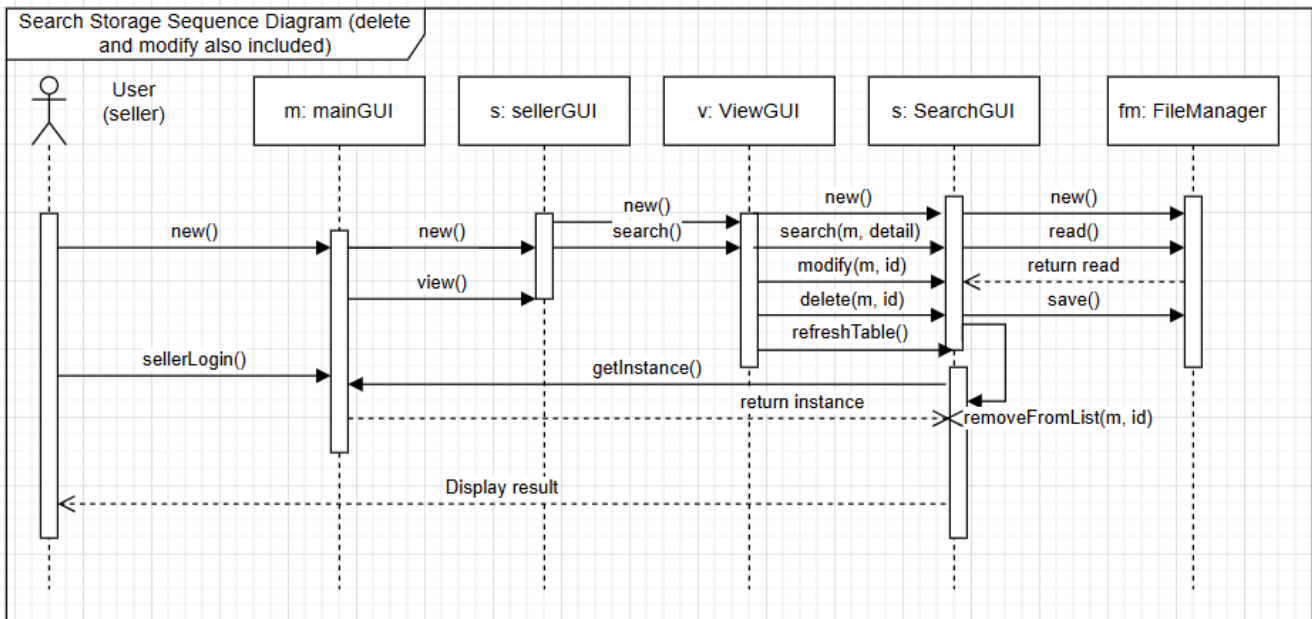 Search Storage Sequence Diagram (delete
and modify also included)
User
(seller)
m: mainGUI
s: sellerGUI
v: ViewGUI
s: SearchGUI
fm: FileManager
new()
new()
new()
search()
new()
search(m, detail)
new()
read()
modify(m, id)
return read
view()
delete(m, id)
save()
refreshTable()
sellerLogin()
getInstance()
return instance
removeFromList(m, id)
Display result